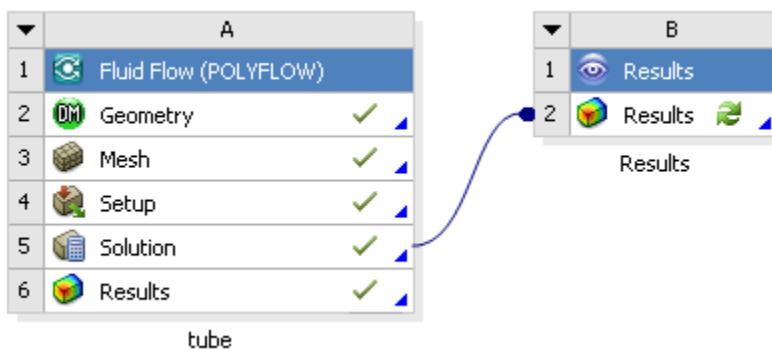 A
1 Fluid Flow (POLYFLOW)
2 DM Geometry
3 Mesh
4 Setup
5 Solution
6 Results
tube
B
1 Results
2 Results
Results